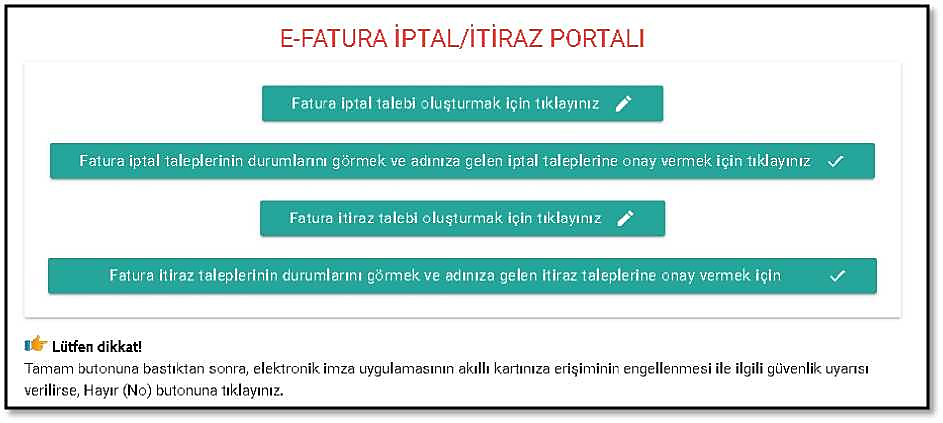 E-FATURA İPTAL/İTİRAZ PORTALI
Fatura iptal talebi oluşturmak için tıklayınız
Fatura iptal taleplerinin durumlarını görmek ve adınıza gelen iptal taleplerine onay vermek için tıklayınız
Fatura itiraz talebi oluşturmak için tıklayınız
Fatura itiraz taleplerinin durumlarını görmek ve adınıza gelen itiraz taleplerine onay vermek için
Lütfen dikkat!
Tamam butonuna bastıktan sonra, elektronik imza uygulamasının akıllı kartınıza erişiminin engellenmesi ile ilgili güvenlik uyarısı
verilirse, Hayır (No) butonuna tıklayınız.